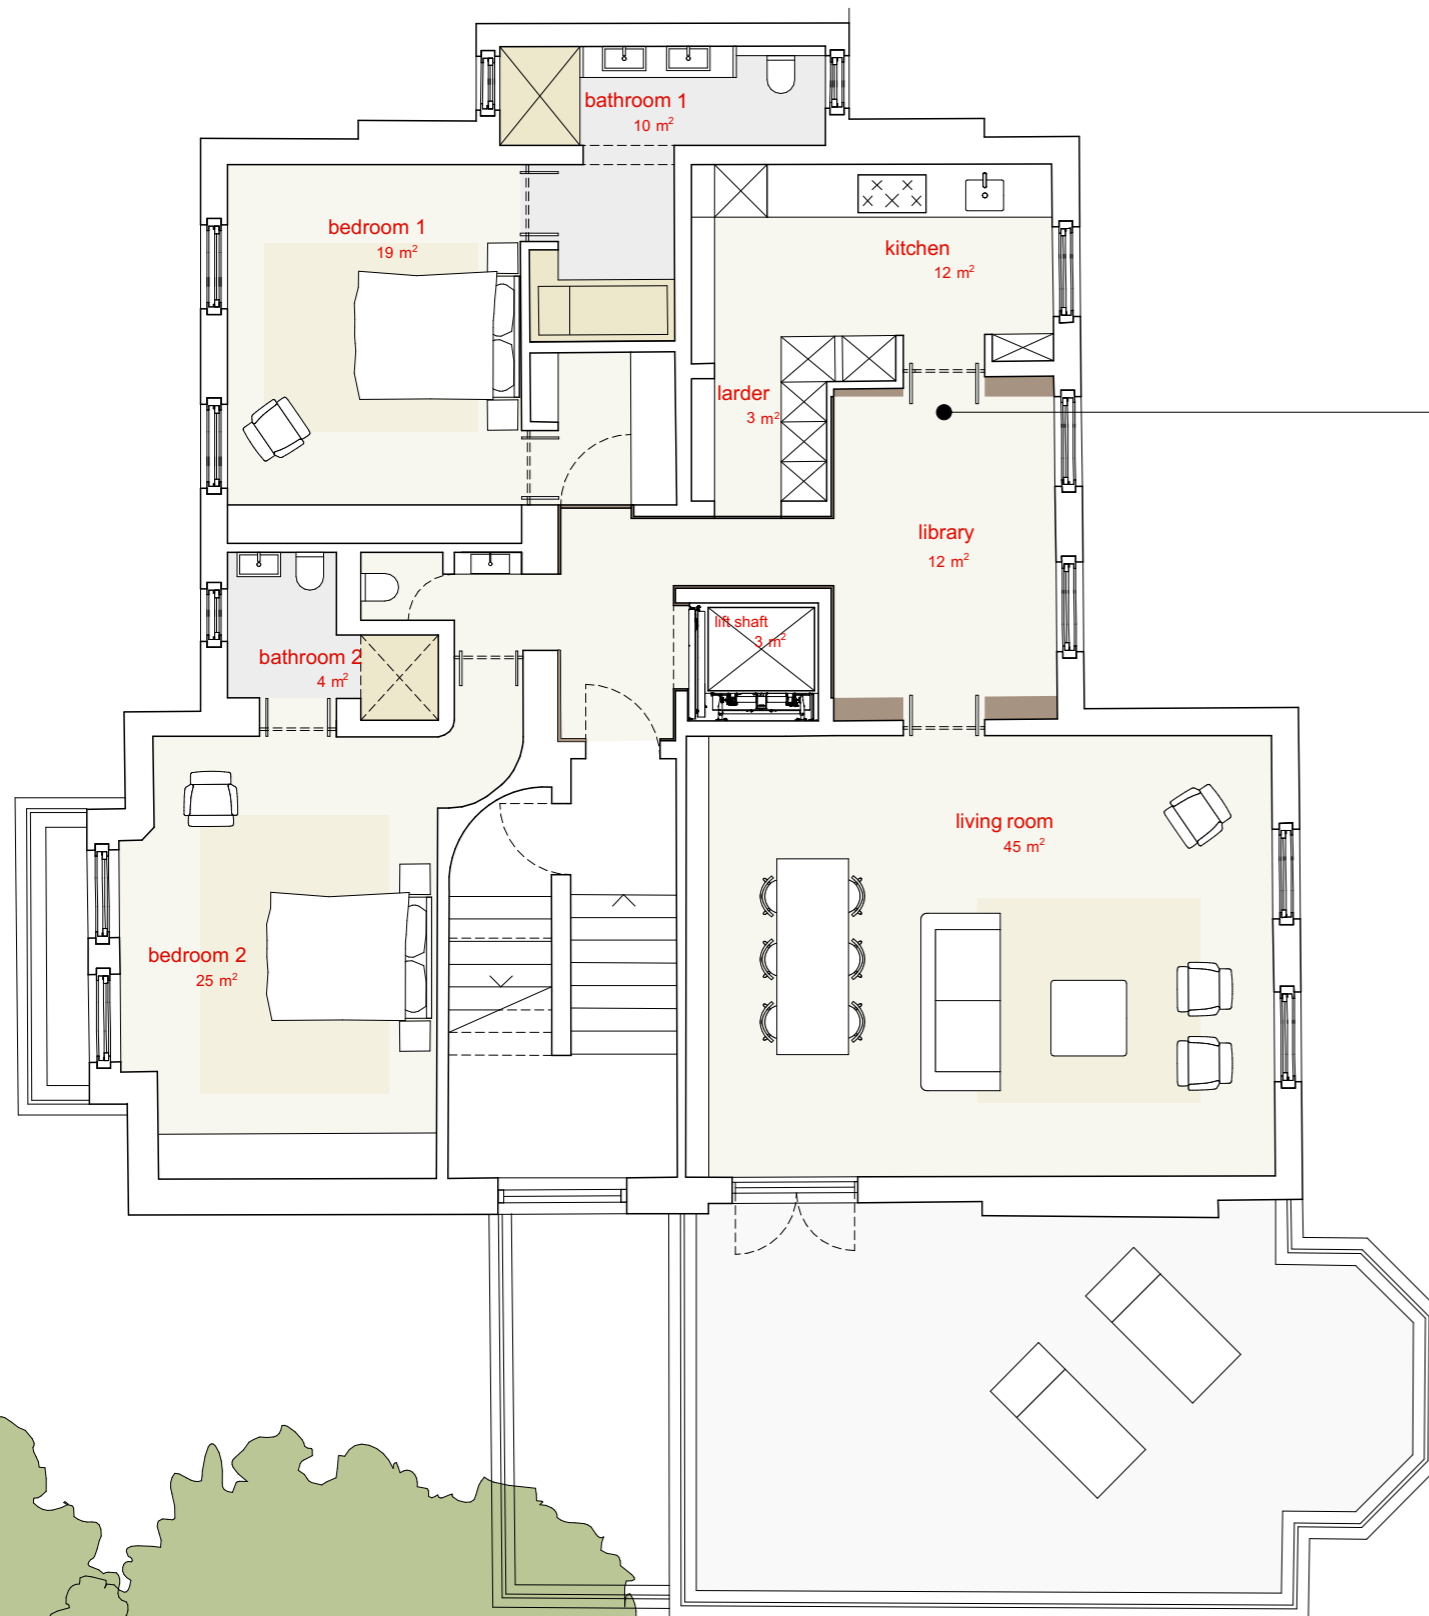 bathroom 1
10 m²
bedroom 1
19 m²
kitchen
12 m²
larder
3 m²
library
12 m²
lift shaft
3 m²
bathroom 2
4 m²
living room
45 m²
bedroom 2
25 m²